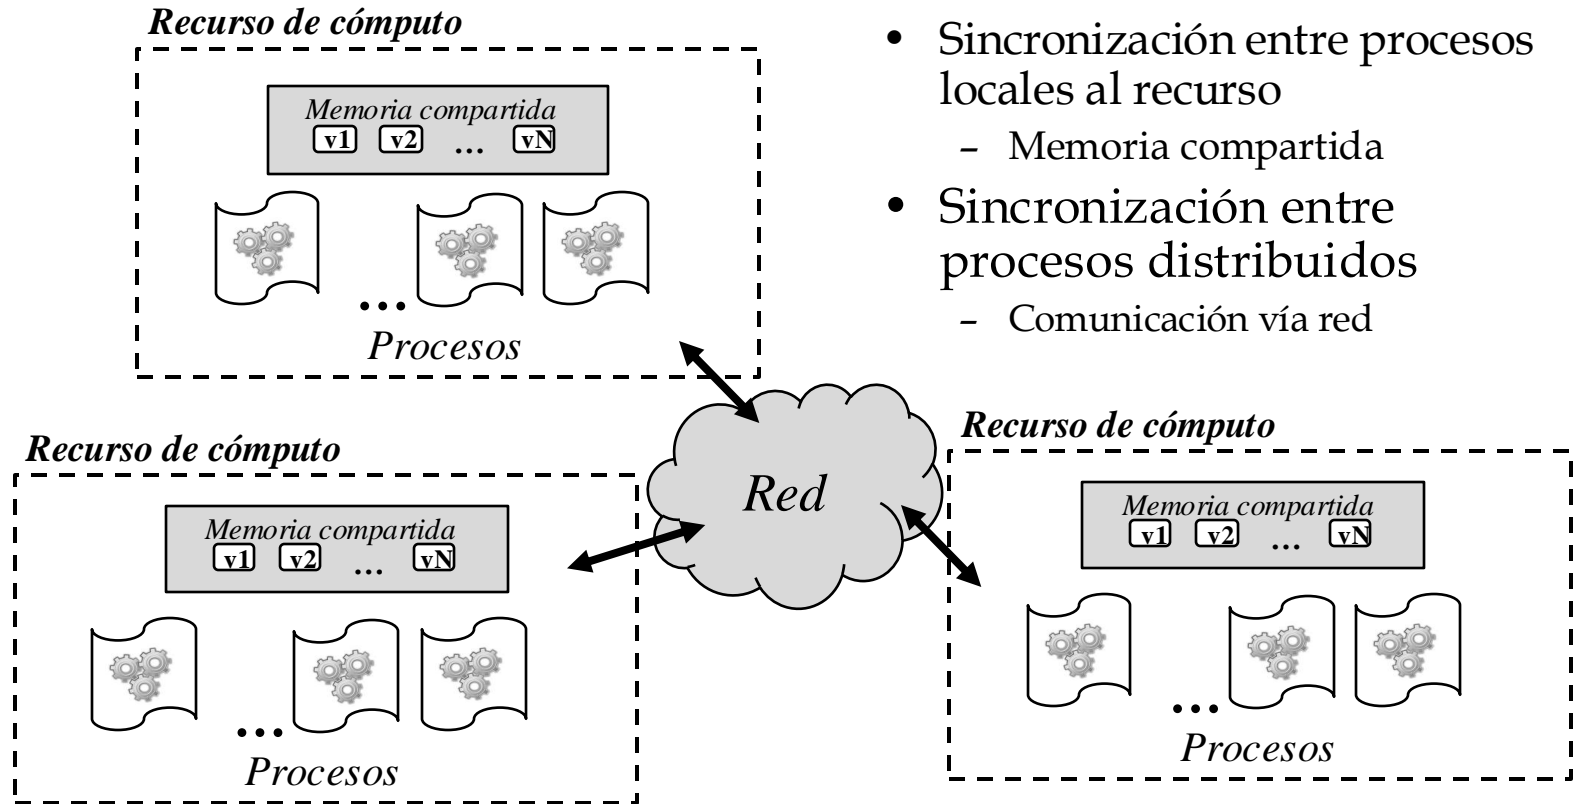 Recurso de cómputo
Memoria compartida
v1 v2 ... vN
...
Procesos
• Sincronización entre procesos
locales al recurso
– Memoria compartida
• Sincronización entre
procesos distribuidos
– Comunicación vía red
Recurso de cómputo
Memoria compartida
v1 v2 ... vN
...
Procesos
Red
Recurso de cómputo
Memoria compartida
v1 v2 ... vN
...
Procesos